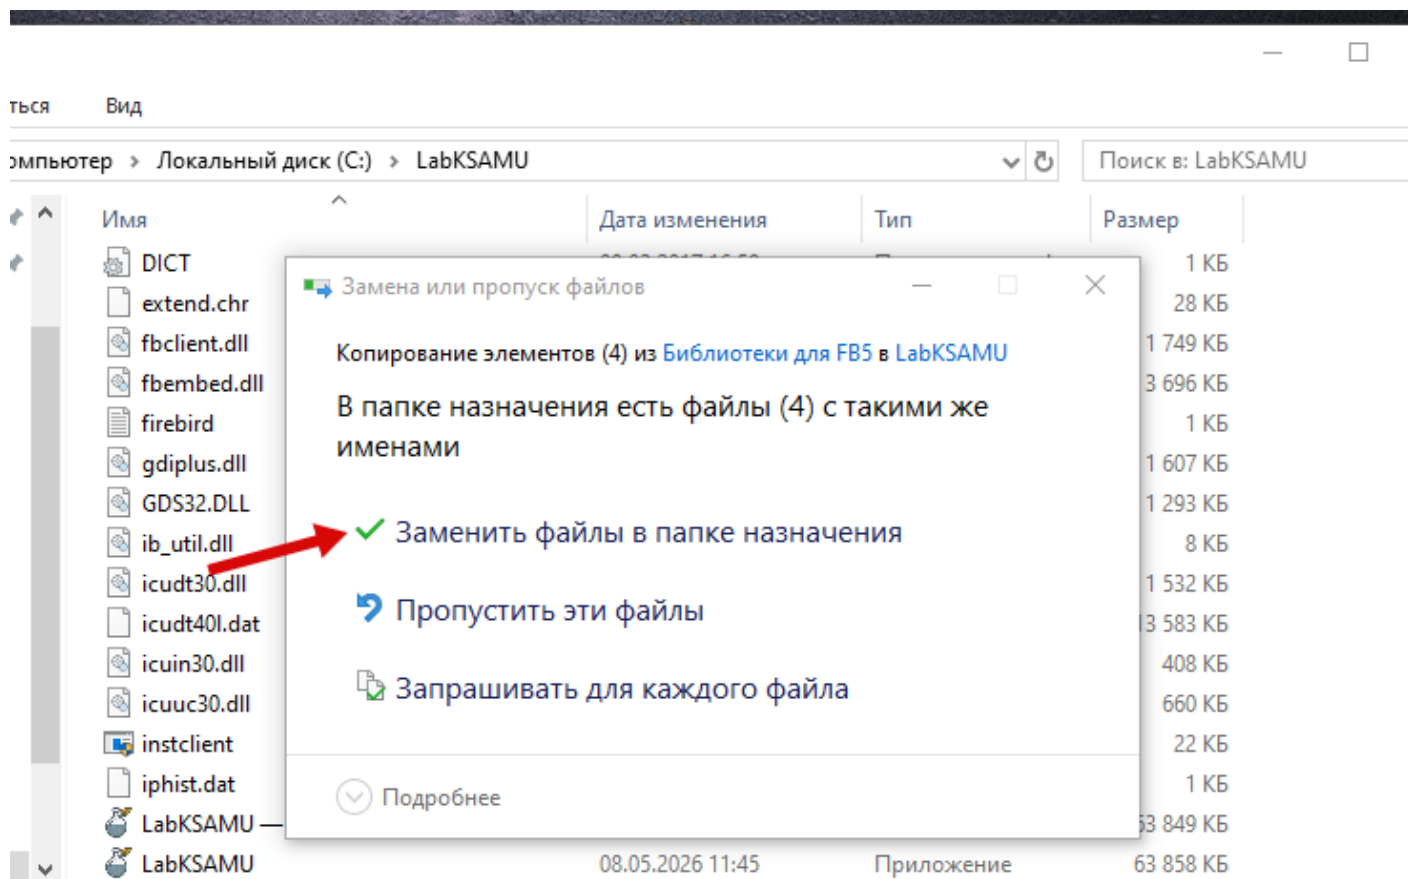 ться Вид
омпьютер > Локальный диск (C:) > LabKSAMU Поиск в: LabKSAMU
Имя Дата изменения Тип Размер
DICT 1 КБ
extend.chr 28 КБ
fbclient.dll 1 749 КБ
fbembed.dll 3 696 КБ
firebird 1 КБ
gdiplus.dll 1 607 КБ
GDS32.DLL 1 293 КБ
ib_util.dll 8 КБ
icudt30.dll 1 532 КБ
icudt40l.dat 13 583 КБ
icuin30.dll 408 КБ
icuuc30.dll 660 КБ
instclient 22 КБ
iphist.dat 1 КБ
LabKSAMU — 53 849 КБ
LabKSAMU 08.05.2026 11:45 Приложение 63 858 КБ
Замена или пропуск файлов
Копирование элементов (4) из Библиотеки для FB5 в LabKSAMU
В папке назначения есть файлы (4) с такими же
именами
Заменить файлы в папке назначения
Пропустить эти файлы
Запрашивать для каждого файла
Подробнее